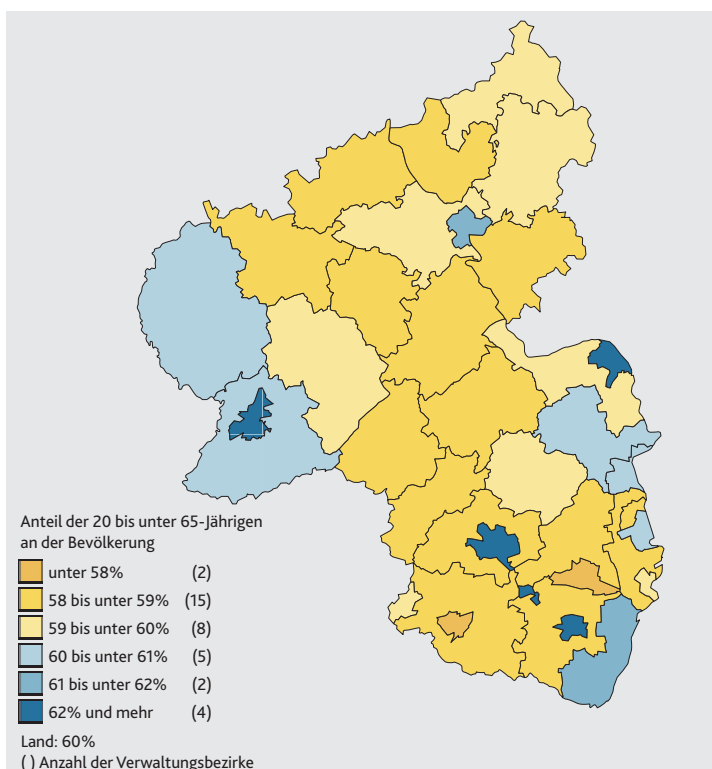 Anteil der 20 bis unter 65-Jährigen
an der Bevölkerung
unter 58% (2)
58 bis unter 59% (15)
59 bis unter 60% (8)
60 bis unter 61% (5)
61 bis unter 62% (2)
62% und mehr (4)
Land: 60%
( ) Anzahl der Verwaltungsbezirke